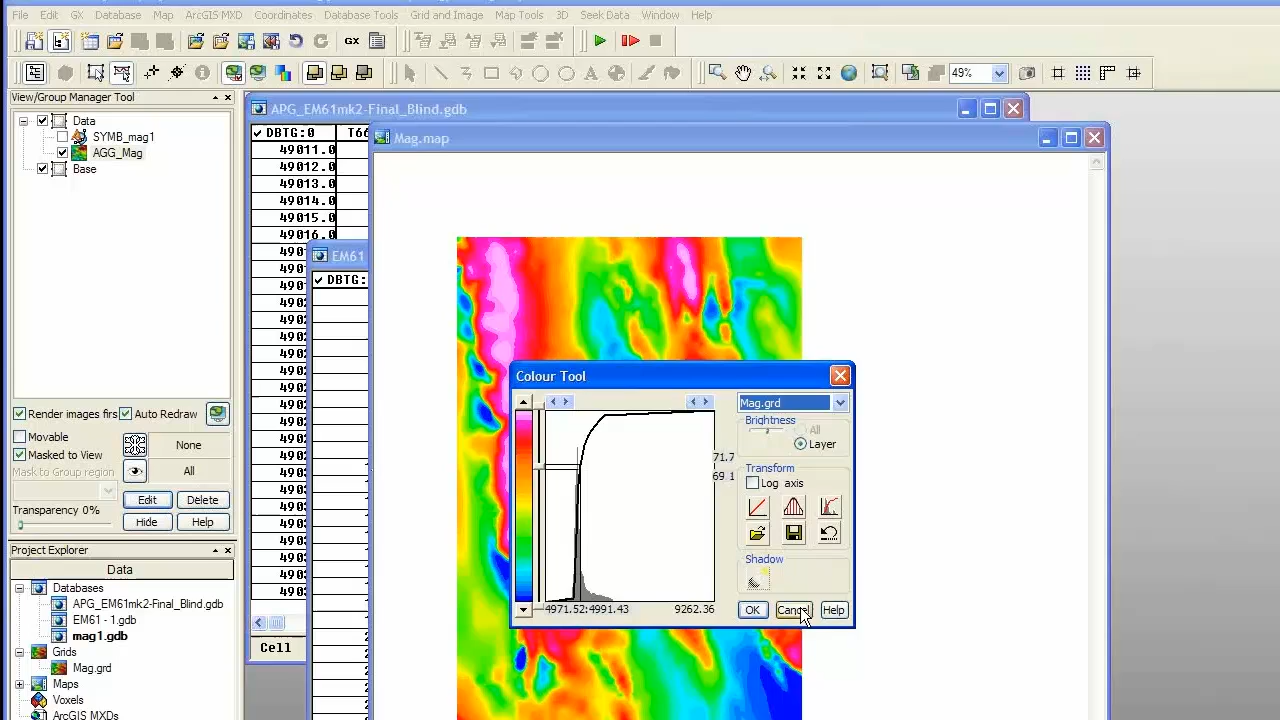 File Edit GX Database Map ArcGIS MXD Coordinates Database Tools Grid and Image Map Tools 3D Seek Data Window Help
GX
49%
View/Group Manager Tool
Data
SYMB_mag1
AGG_Mag
Base
Render images firs Auto Redraw
Movable
None
Masked to View
Mask to Group region
All
Edit Delete
Transparency 0%
Hide Help
Project Explorer
Data
Databases
APG_EM61mk2-Final_Blind.gdb
EM61 - 1.gdb
mag1.gdb
Grids
Mag.grd
Maps
Voxels
ArcGIS MXDs
APG_EM61mk2-Final_Blind.gdb
DBTG:0 T66
49011.0
49012.0
49013.0
49014.0
49015.0
49016.0
Cell
EM61
DBTG:
Mag.map
Colour Tool
Mag.grd
Brightness
All
Layer
71.7
69.1
Transform
Log axis
Shadow
4971.52:4991.43 9262.36
OK Cancel Help